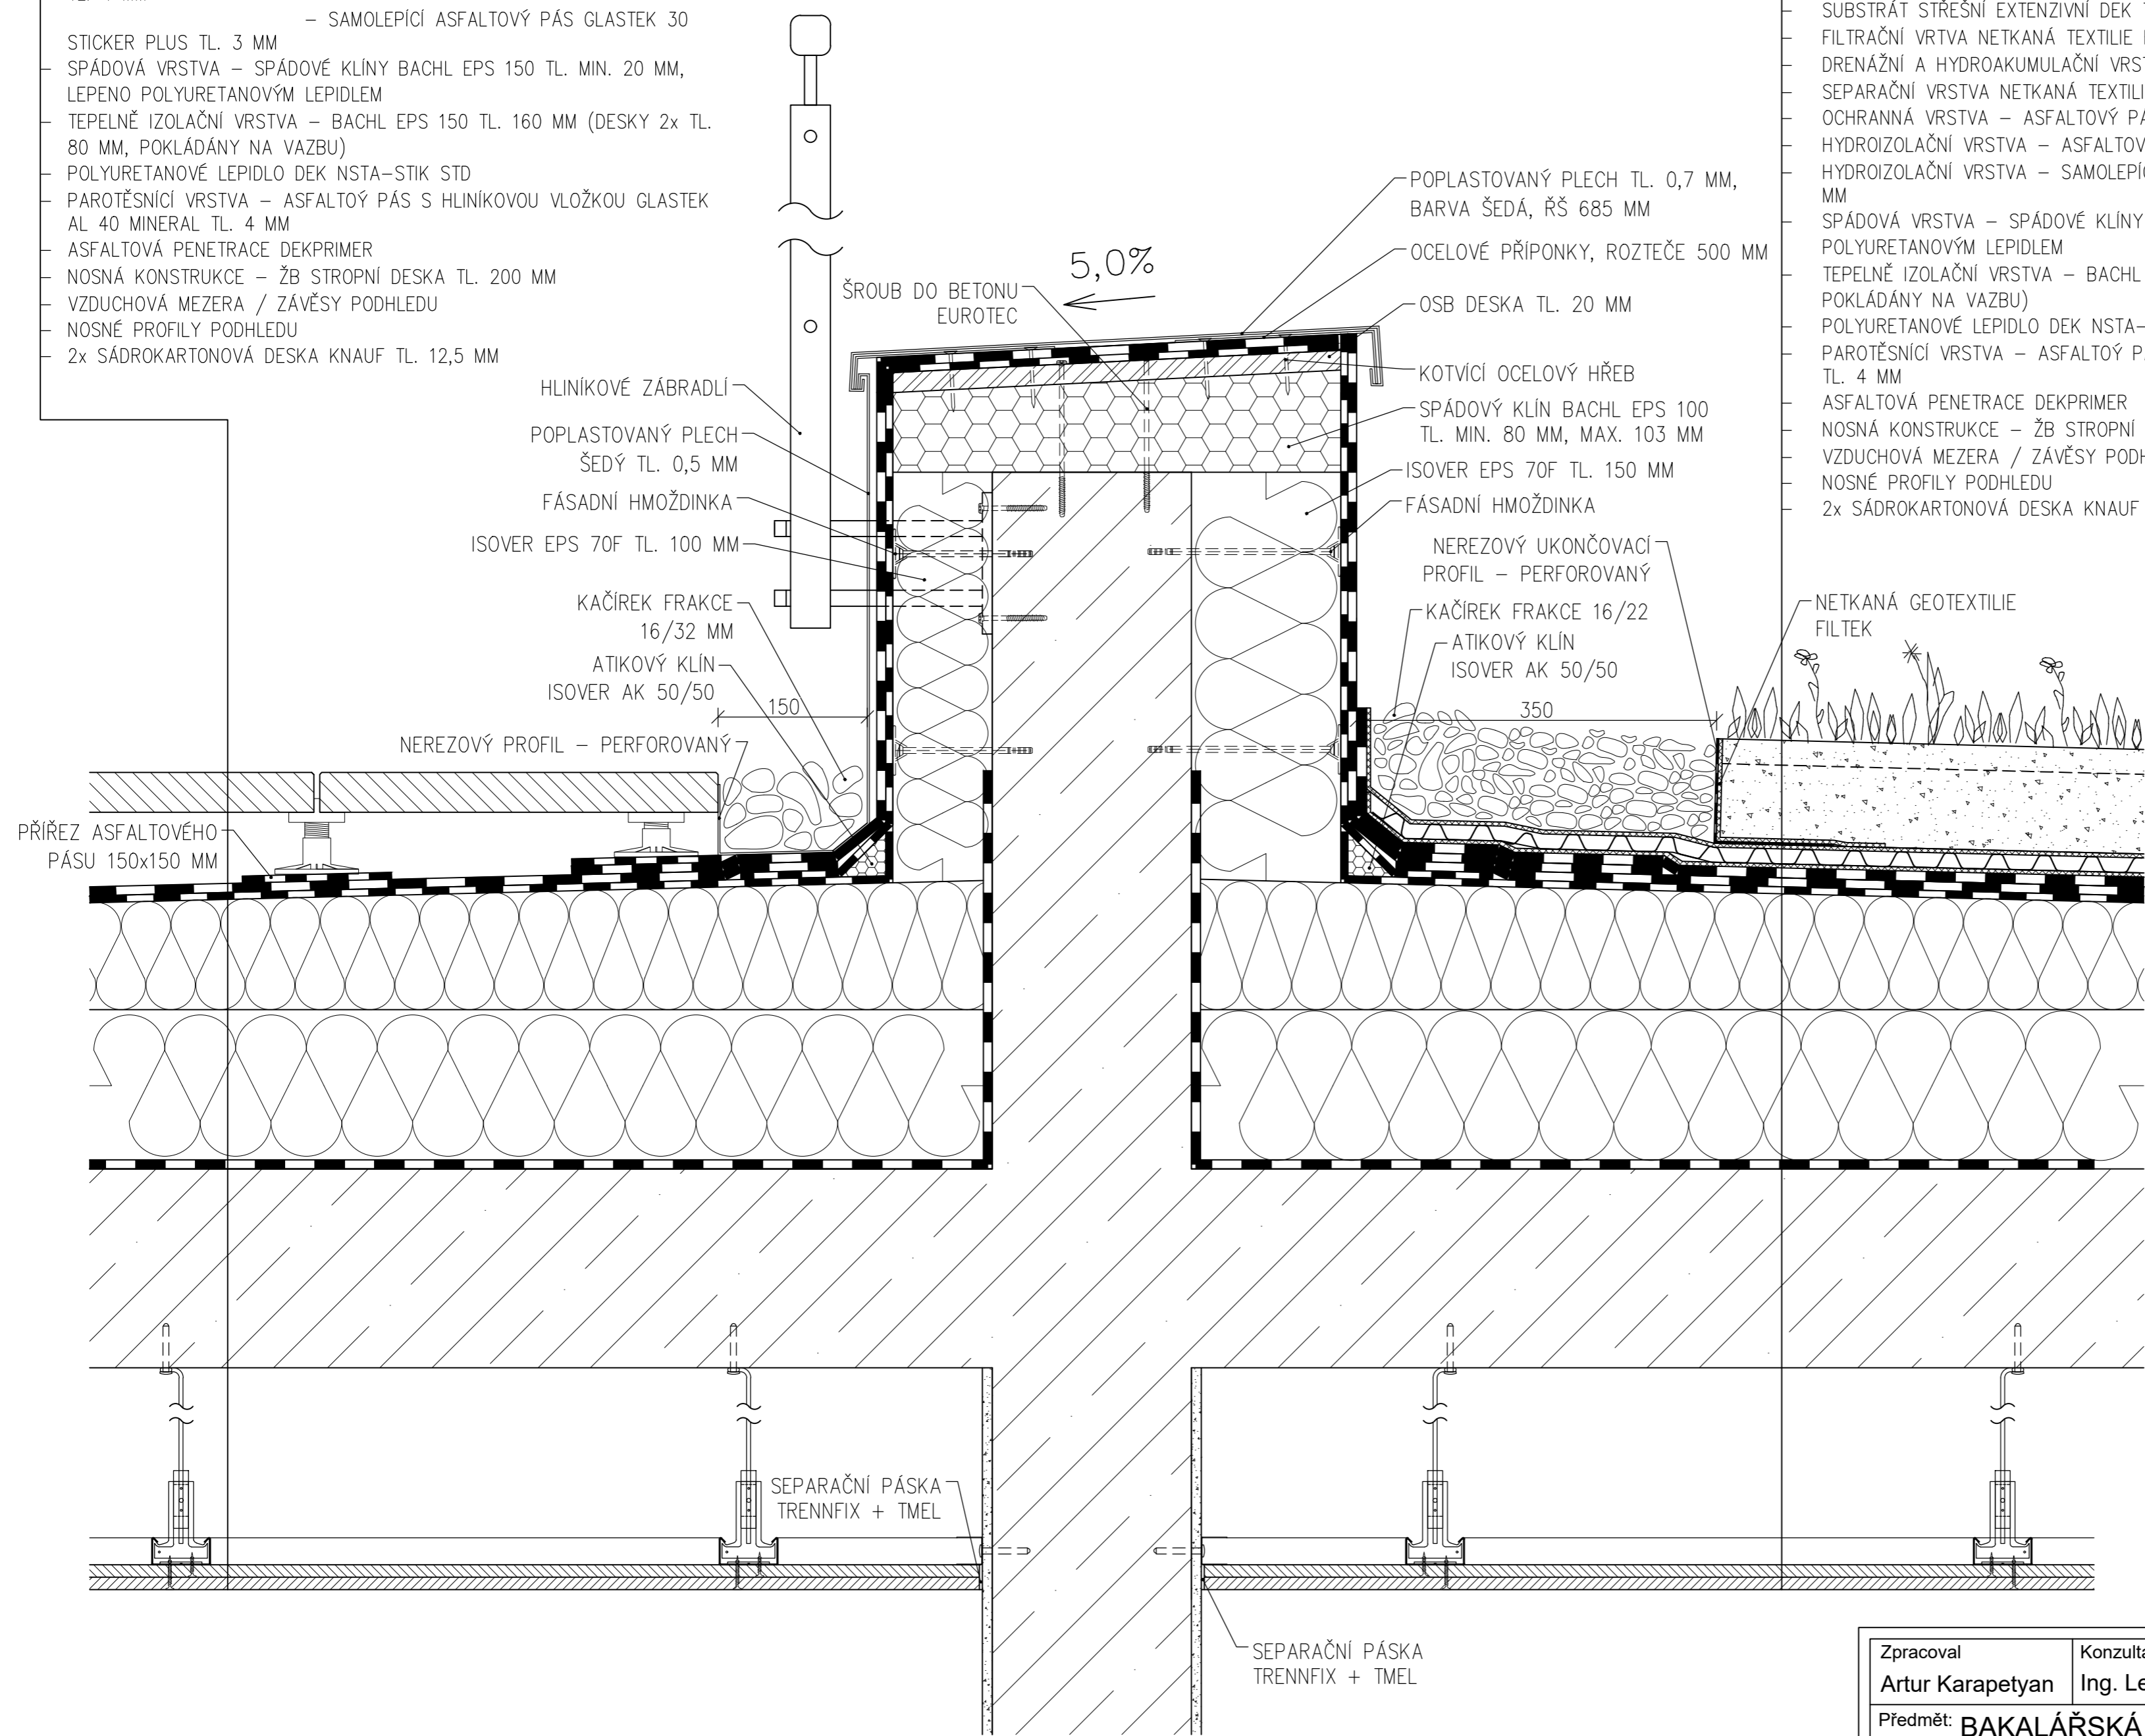 – SAMOLEPÍCÍ ASFALTOVÝ PÁS GLASTEK 30
STICKER PLUS TL. 3 MM
SPÁDOVÁ VRSTVA – SPÁDOVÉ KLÍNY BACHL EPS 150 TL. MIN. 20 MM,
LEPENO POLYURETANOVÝM LEPIDLEM
TEPELNĚ IZOLAČNÍ VRSTVA – BACHL EPS 150 TL. 160 MM (DESKY 2x TL.
80 MM, POKLÁDÁNY NA VAZBU)
POLYURETANOVÉ LEPIDLO DEK NSTA–STIK STD
PAROTĚSNÍCÍ VRSTVA – ASFALTOÝ PÁS S HLINÍKOVOU VLOŽKOU GLASTEK
AL 40 MINERAL TL. 4 MM
ASFALTOVÁ PENETRACE DEKPRIMER
NOSNÁ KONSTRUKCE – ŽB STROPNÍ DESKA TL. 200 MM
VZDUCHOVÁ MEZERA / ZÁVĚSY PODHLEDU
NOSNÉ PROFILY PODHLEDU
2x SÁDROKARTONOVÁ DESKA KNAUF TL. 12,5 MM
SUBSTRÁT STŘEŠNÍ EXTENZIVNÍ DEK
FILTRAČNÍ VRTVA NETKANÁ TEXTILIE
DRENÁŽNÍ A HYDROAKUMULAČNÍ
SEPARAČNÍ VRSTVA NETKANÁ
OCHRANNÁ VRSTVA – ASFALTOVÝ
HYDROIZOLAČNÍ VRSTVA –
HYDROIZOLAČNÍ VRSTVA –
MM
SPÁDOVÁ VRSTVA – SPÁDOVÉ KLÍNY
POLYURETANOVÝM LEPIDLEM
TEPELNĚ IZOLAČNÍ VRSTVA – BACHL
POKLÁDÁNY NA VAZBU)
POLYURETANOVÉ LEPIDLO DEK NSTA–
PAROTĚSNÍCÍ VRSTVA – ASFALTOÝ
TL. 4 MM
ASFALTOVÁ PENETRACE DEKPRIMER
NOSNÁ KONSTRUKCE – ŽB STROPNÍ
VZDUCHOVÁ MEZERA / ZÁVĚSY
NOSNÉ PROFILY PODHLEDU
2x SÁDROKARTONOVÁ DESKA KNAUF
5,0%
ŠROUB DO BETONU
EUROTEC
HLINÍKOVÉ ZÁBRADLÍ
POPLASTOVANÝ PLECH
ŠEDÝ TL. 0,5 MM
FÁSADNÍ HMOŽDINKA
ISOVER EPS 70F TL. 100 MM
KAČÍREK FRAKCE
16/32 MM
ATIKOVÝ KLÍN
ISOVER AK 50/50
150
NEREZOVÝ PROFIL – PERFOROVANÝ
PŘÍŘEZ ASFALTOVÉHO
PÁSU 150x150 MM
POPLASTOVANÝ PLECH TL. 0,7 MM,
BARVA ŠEDÁ, ŘŠ 685 MM
OCELOVÉ PŘÍPONKY, ROZTEČE 500 MM
OSB DESKA TL. 20 MM
KOTVÍCÍ OCELOVÝ HŘEB
SPÁDOVÝ KLÍN BACHL EPS 100
TL. MIN. 80 MM, MAX. 103 MM
ISOVER EPS 70F TL. 150 MM
FÁSADNÍ HMOŽDINKA
NEREZOVÝ UKONČOVACÍ
PROFIL – PERFOROVANÝ
KAČÍREK FRAKCE 16/22
ATIKOVÝ KLÍN
ISOVER AK 50/50
350
NETKANÁ GEOTEXTILIE
FILTEK
SEPARAČNÍ PÁSKA
TRENNFIX + TMEL
SEPARAČNÍ PÁSKA
TRENNFIX + TMEL
Zpracoval
Artur Karapetyan
Ing.
Předmět: BAKALÁŘSKÁ